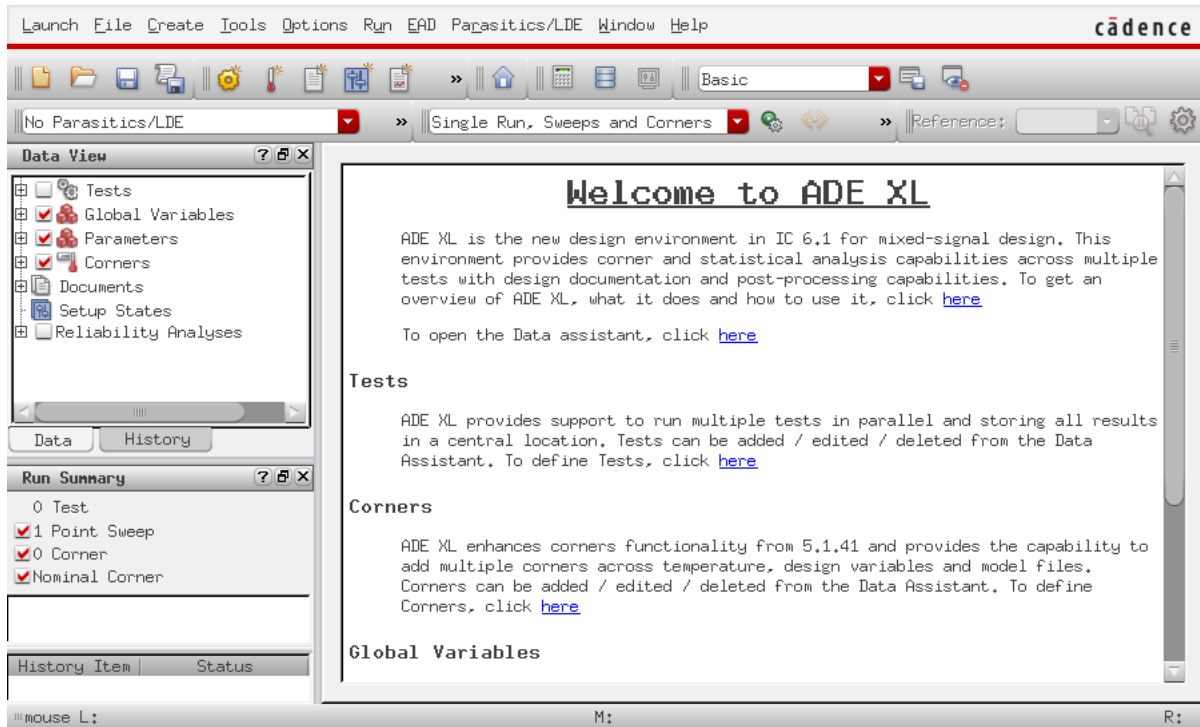 Launch File Create Tools Options Run EAD Parasitics/LDE Window Help
cādence
» Basic
No Parasitics/LDE » Single Run, Sweeps and Corners » Reference:
Data View
Tests
Global Variables
Parameters
Corners
Documents
Setup States
Reliability Analyses
Data History
Run Summary
0 Test
1 Point Sweep
0 Corner
Nominal Corner
History Item Status
Welcome to ADE XL
ADE XL is the new design environment in IC 6.1 for mixed-signal design. This
environment provides corner and statistical analysis capabilities across multiple
tests with design documentation and post-processing capabilities. To get an
overview of ADE XL, what it does and how to use it, click here
To open the Data assistant, click here
Tests
ADE XL provides support to run multiple tests in parallel and storing all results
in a central location. Tests can be added / edited / deleted from the Data
Assistant. To define Tests, click here
Corners
ADE XL enhances corners functionality from 5.1.41 and provides the capability to
add multiple corners across temperature, design variables and model files.
Corners can be added / edited / deleted from the Data Assistant. To define
Corners, click here
Global Variables
mouse L: M: R: